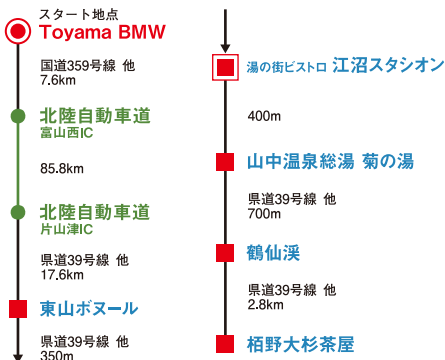 スタート地点
Toyama BMW
国道359号線 他
7.6km
北陸自動車道
富山西IC
85.8km
北陸自動車道
片山津IC
県道39号線 他
17.6km
東山ボヌール
県道39号線 他
350m
湯の街ビストロ 江沼スタシオン
400m
山中温泉総湯 菊の湯
県道39号線 他
700m
鶴仙渓
県道39号線 他
2.8km
栢野大杉茶屋